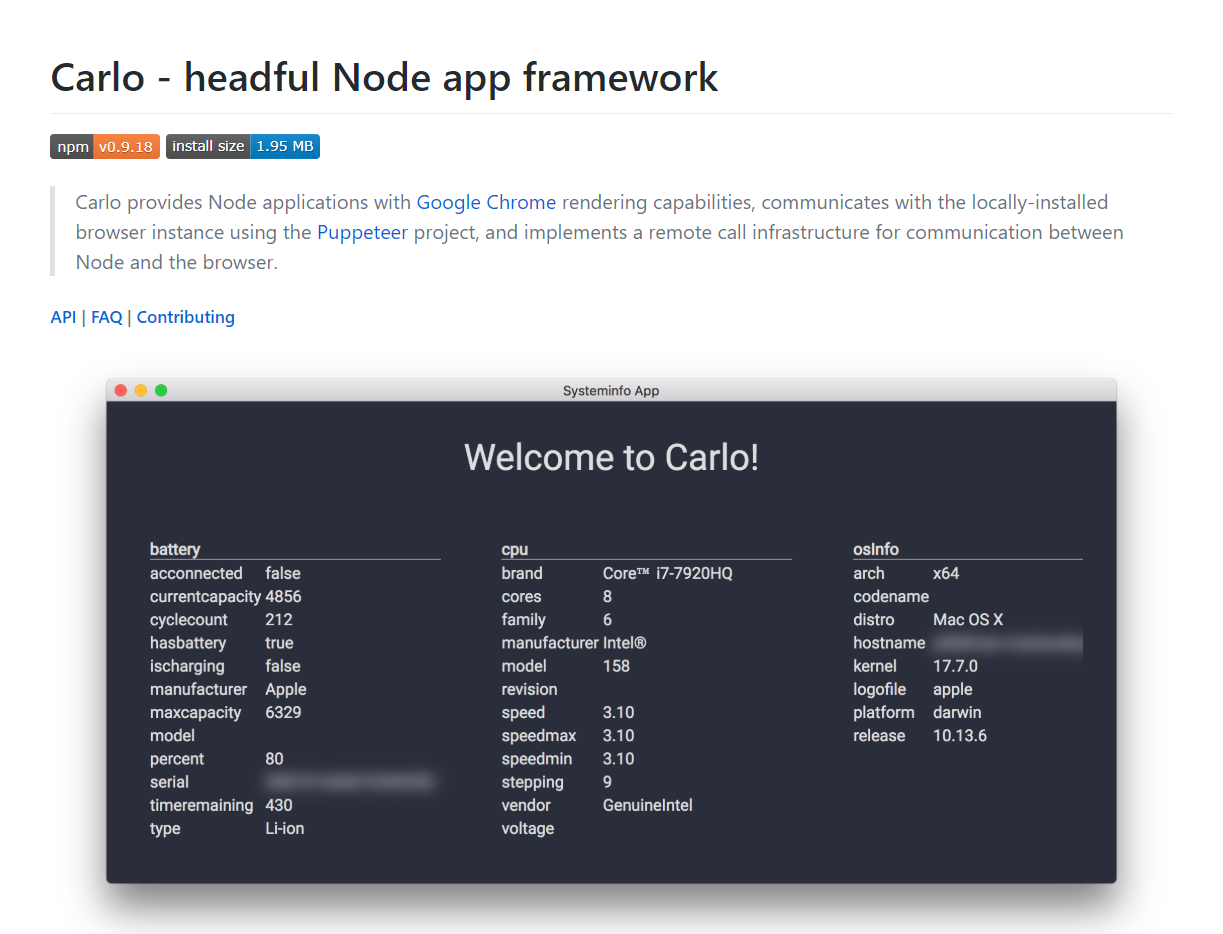 Carlo - headful Node app framework
npm v0.9.18 install size 1.95 MB
Carlo provides Node applications with Google Chrome rendering capabilities, communicates with the locally-installed
browser instance using the Puppeteer project, and implements a remote call infrastructure for communication between
Node and the browser.
API | FAQ | Contributing
Systeminfo App
Welcome to Carlo!
battery
acconnected false
currentcapacity 4856
cyclecount 212
hasbattery true
ischarging false
manufacturer Apple
maxcapacity 6329
model
percent 80
serial
timeremaining 430
type Li-ion
cpu
brand Core™ i7-7920HQ
cores 8
family 6
manufacturer Intel®
model 158
revision
speed 3.10
speedmax 3.10
speedmin 3.10
stepping 9
vendor GenuineIntel
voltage
osInfo
arch x64
codename
distro Mac OS X
hostname
kernel 17.7.0
logofile apple
platform darwin
release 10.13.6